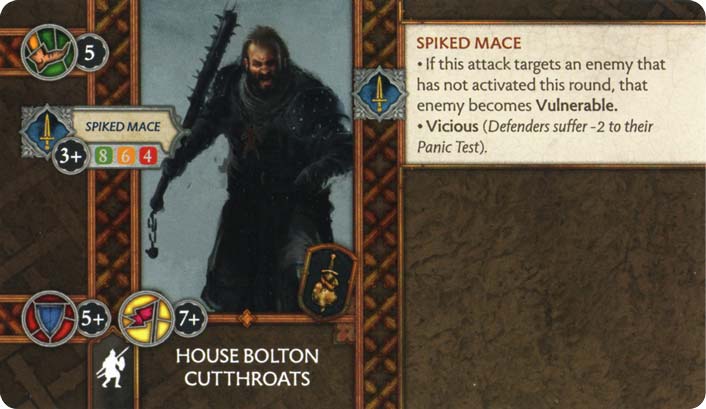 5
SPIKED MACE
3+ 8 6 4
5+ 7+
HOUSE BOLTON
CUTTHROATS
SPIKED MACE
• If this attack targets an enemy that
has not activated this round, that
enemy becomes Vulnerable.
• Vicious (Defenders suffer -2 to their
Panic Test).